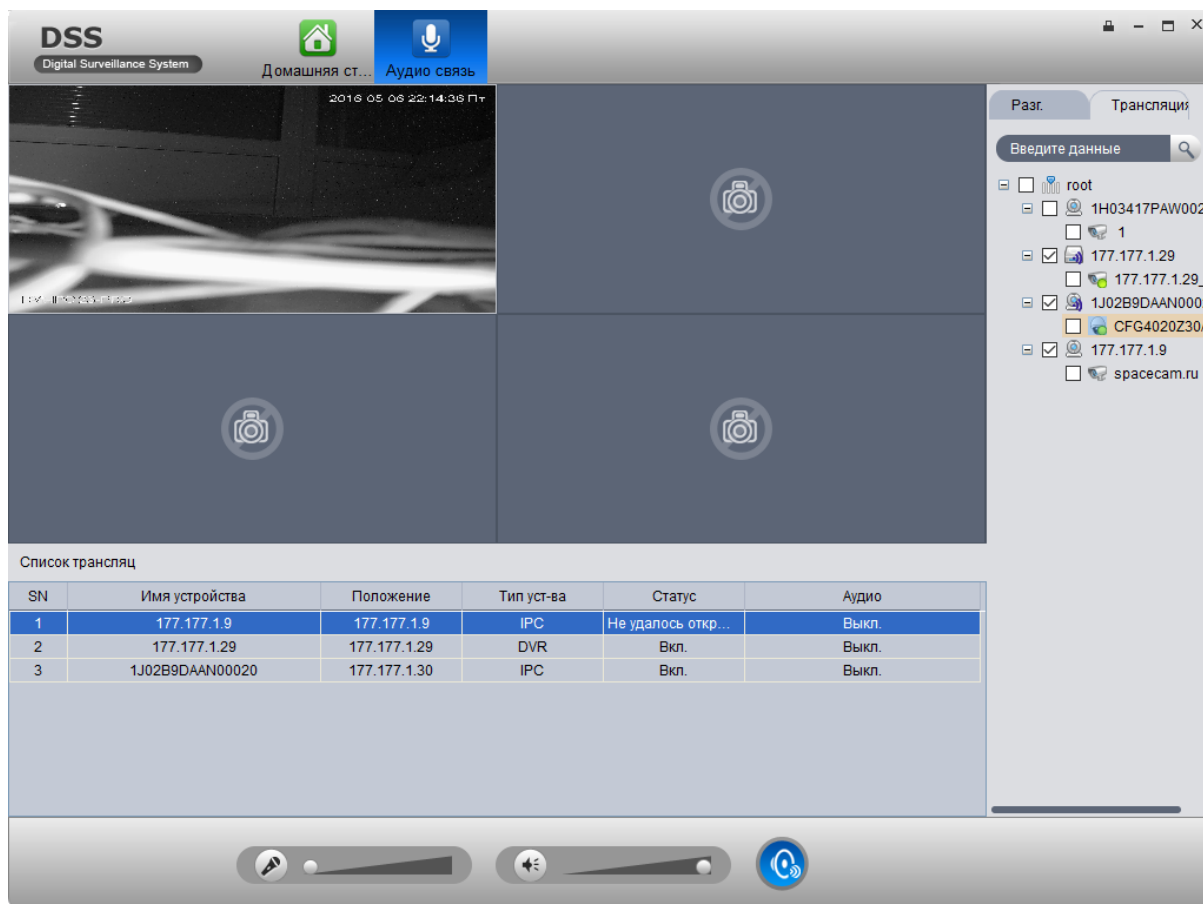 DSS
Digital Surveillance System
Домашняя ст...
Аудио связь
2016 05 06 22:14:36 Пт
Разг.
Трансляция
Введите данные
root
1H03417PAW002
1
177.177.1.29
177.177.1.29_
1J02B9DAAN000
CFG4020Z30
177.177.1.9
spacecam.ru
Список трансляц
SN Имя устройства Положение Тип уст-ва Статус Аудио
1 177.177.1.9 177.177.1.9 IPC Не удалось откр... Выкл.
2 177.177.1.29 177.177.1.29 DVR Вкл. Выкл.
3 1J02B9DAAN00020 177.177.1.30 IPC Вкл. Выкл.